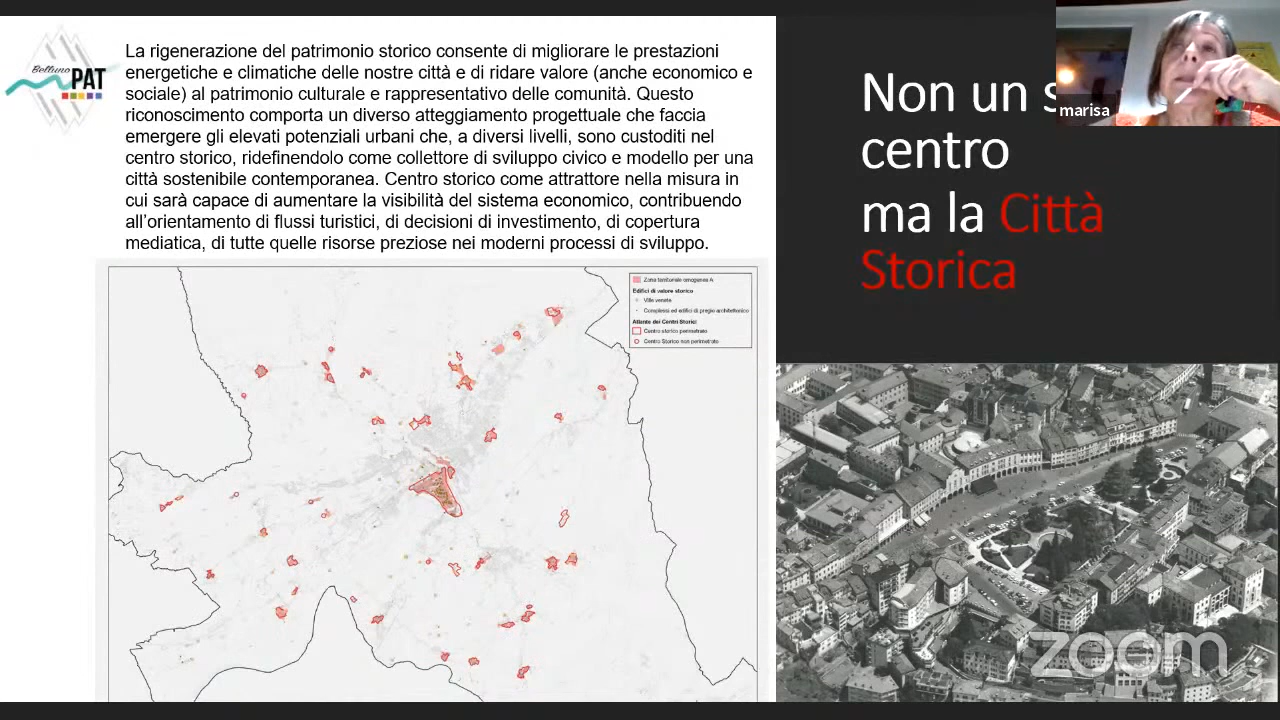 Belluno
PAT
La rigenerazione del patrimonio storico consente di migliorare le prestazioni
energetiche e climatiche delle nostre città e di ridare valore (anche economico e
sociale) al patrimonio culturale e rappresentativo delle comunità. Questo
riconoscimento comporta un diverso atteggiamento progettuale che faccia
emergere gli elevati potenziali urbani che, a diversi livelli, sono custoditi nel
centro storico, ridefinendolo come collettore di sviluppo civico e modello per una
città sostenibile contemporanea. Centro storico come attrattore nella misura in
cui sarà capace di aumentare la visibilità del sistema economico, contribuendo
all'orientamento di flussi turistici, di decisioni di investimento, di copertura
mediatica, di tutte quelle risorse preziose nei moderni processi di sviluppo.
Zona territoriale omogenea A
Edifici di valore storico
Ville venete
Complessi ed edifici di pregio architettonico
Atlante dei Centri Storici
Centro storico perimetrato
Centro Storico non perimetrato
Non un s
centro
ma la Città
Storica
marisa
zoom